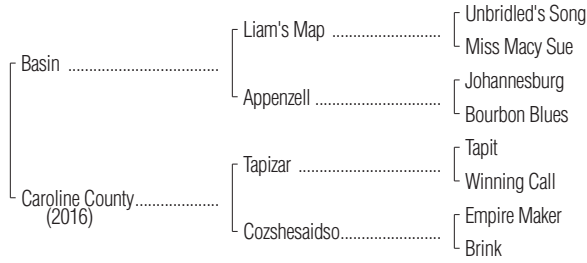 Unbridled's Song
Liam's Map
Miss Macy Sue
Basin
Johannesburg
Appenzell
Bourbon Blues
Tapit
Tapizar
Winning Call
Caroline County
(2016)
Empire Maker
Cozshesaidso
Brink